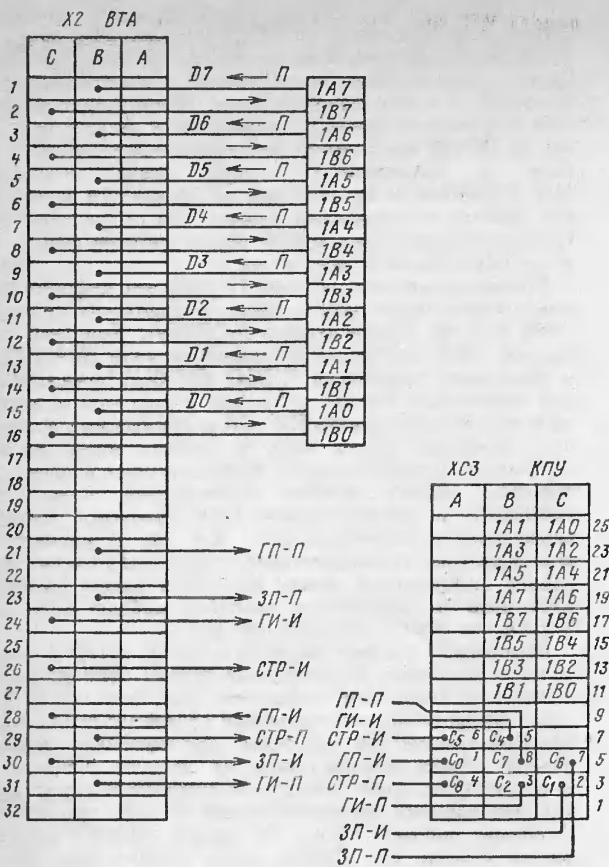 X2 ВТА
С В А
1 D7 П 1A7
2 1B7
3 D6 П 1A6
4 1B6
5 D5 П 1A5
6 1B5
7 D4 П 1A4
8 1B4
9 D3 П 1A3
10 1B3
11 D2 П 1A2
12 1B2
13 D1 П 1A1
14 1B1
15 D0 П 1A0
16 1B0
17
18
19
20
21 ГП-П
22
23 ЗП-П
24 ГИ-И
25
26 СТР-И
27
28 ГП-И
29 СТР-П
30 ЗП-И
31 ГИ-П
32
ХС3 КПУ
А В С
1A1 1A0 25
1A3 1A2 23
1A5 1A4 21
1A7 1A6 19
1B7 1B6 17
1B5 1B4 15
1B3 1B2 13
1B1 1B0 11
ГП-П 9
ГИ-И
СТР-И C5 6 C4 5 7
ГП-И C0 1 C7 8 C6 7 5
СТР-П C8 4 C2 3 C1 2 3
ГИ-П 1
ЗП-И
ЗП-П